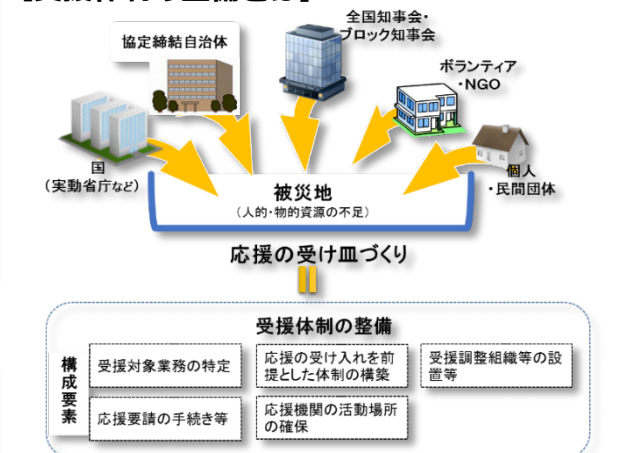 協定締結自治体
全国知事会・
ブロック知事会
ボランティア
・NGO
国
(実動省庁など)
個人
・民間団体
被災地
(人的・物的資源の不足)
応援の受け皿づくり
受援体制の整備
構成要素
受援対象業務の特定
応援の受け入れを前
提とした体制の構築
受援調整組織等の設
置等
応援要請の手続き等
応援機関の活動場所
の確保